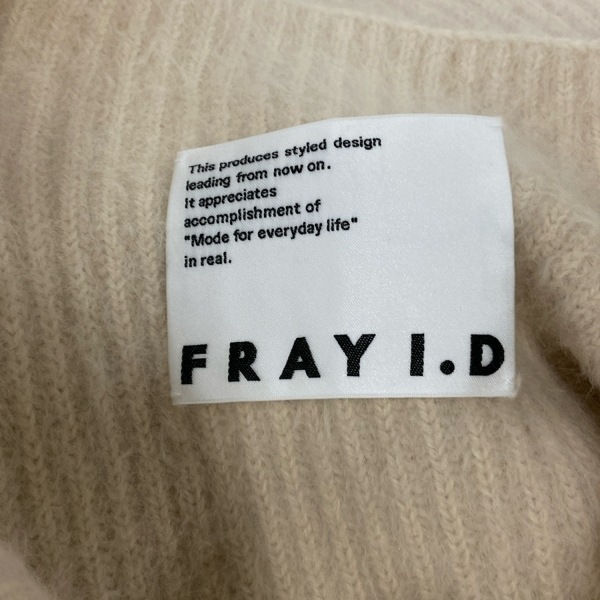 This produces styled design
leading from now on.
It appreciates
accomplishment of
"Mode for everyday life"
in real.
FRAY I.D